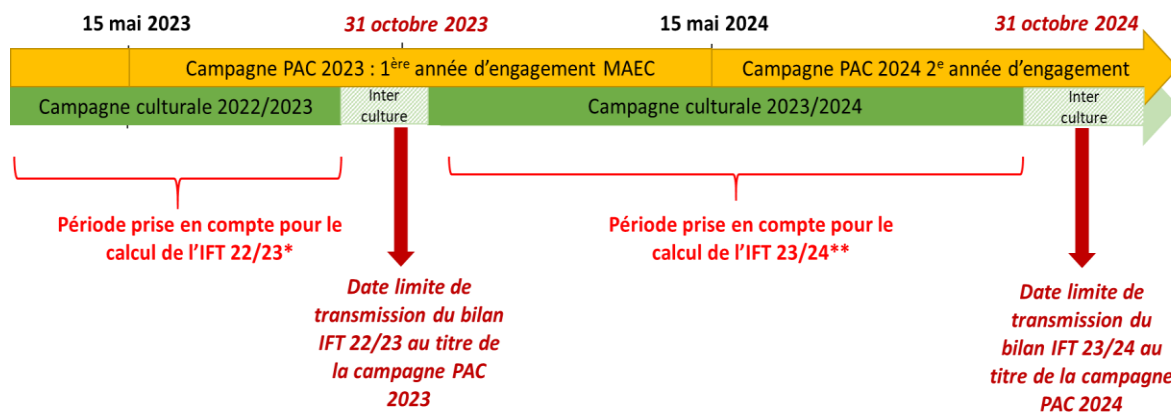 15 mai 2023
31 octobre 2023
15 mai 2024
31 octobre 2024
Campagne PAC 2023 : 1ère année d’engagement MAEC
Campagne PAC 2024 2e année d’engagement
Campagne culturale 2022/2023
Inter
culture
Campagne culturale 2023/2024
Inter
culture
Période prise en compte pour le
calcul de l’IFT 22/23*
Période prise en compte pour le
calcul de l’IFT 23/24**
Date limite de
transmission du bilan
IFT 22/23 au titre de
la campagne PAC
2023
Date limite de
transmission du
bilan IFT 23/24 au
titre de la campagne
PAC 2024